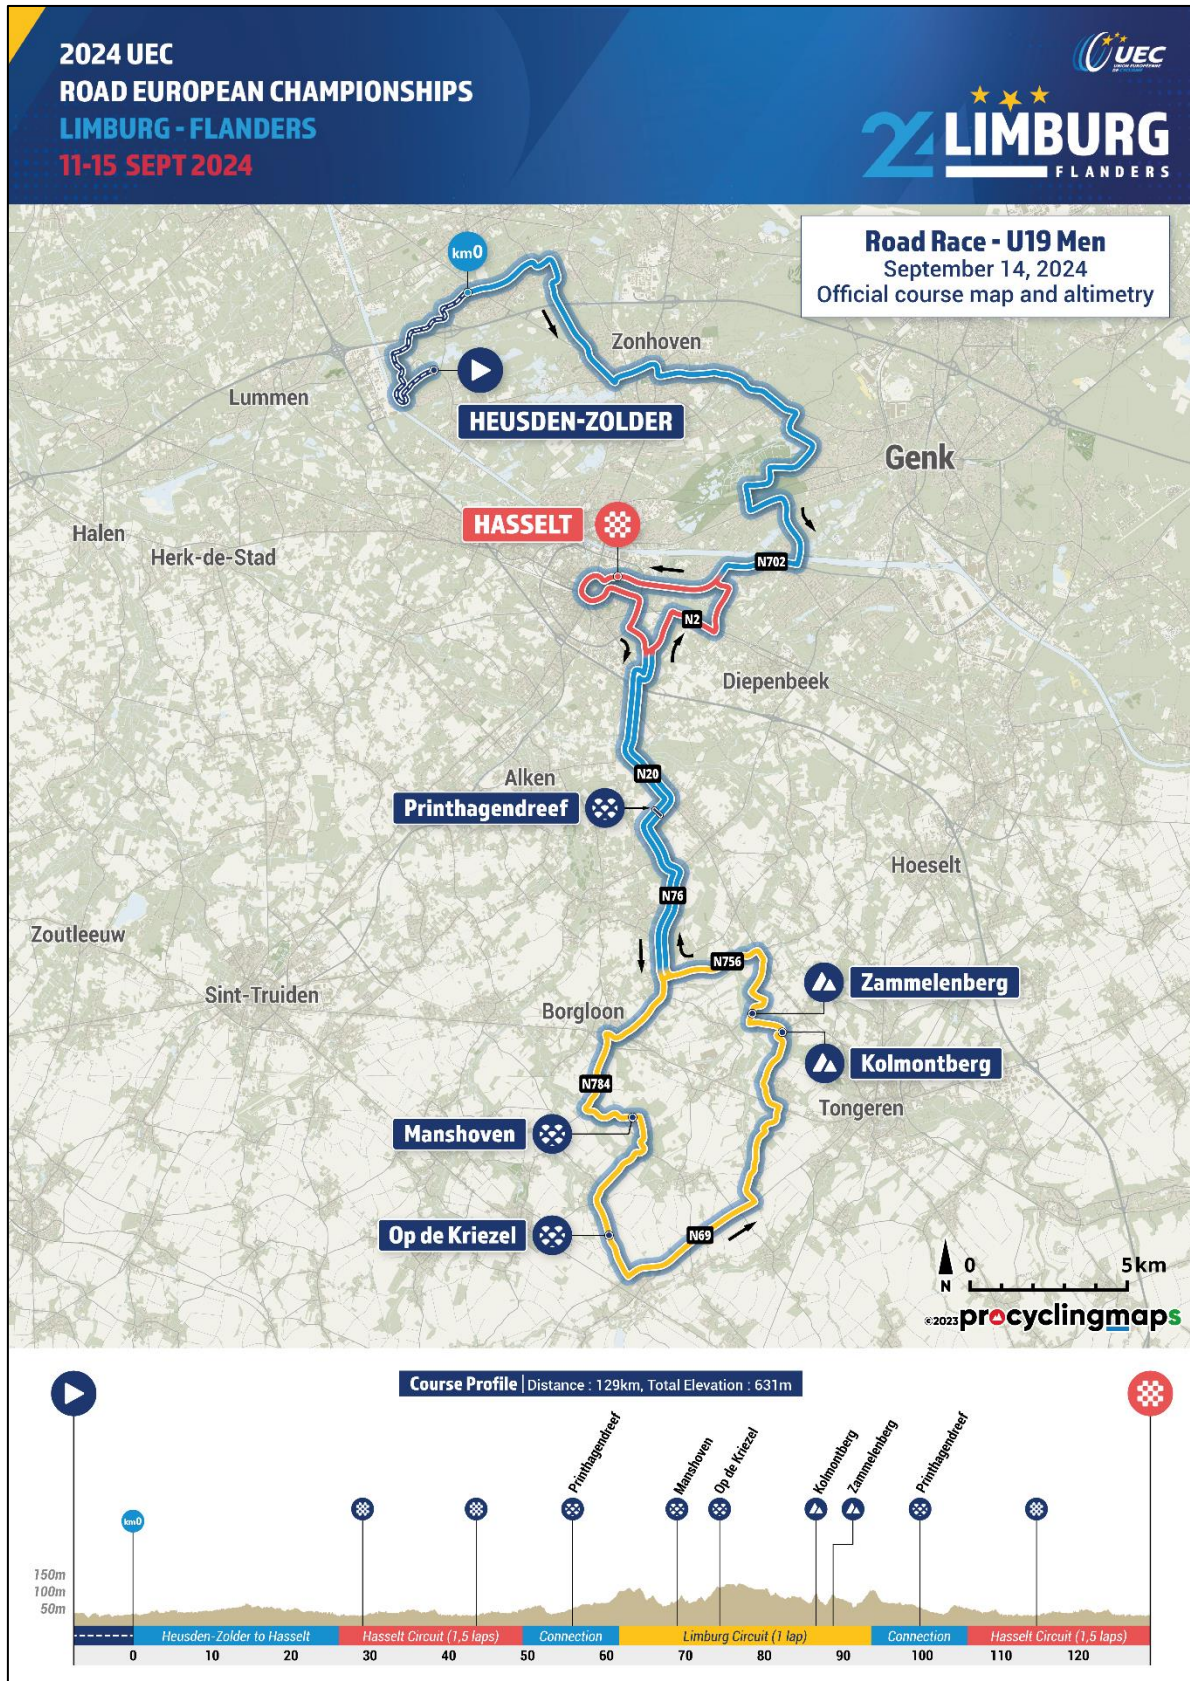 2024 UEC
ROAD EUROPEAN CHAMPIONSHIPS
LIMBURG - FLANDERS
11-15 SEPT 2024
UEC
24 LIMBURG
FLANDERS
Road Race - U19 Men
September 14, 2024
Official course map and altimetry
km0
Zonhoven
Lummen
HEUSDEN-ZOLDER
Genk
HASSELT
Halen
Herk-de-Stad
N702
N2
Diepenbeek
N20
Alken
Printhagendreef
Hoeselt
N76
Zoutleeuw
N756
Zammelenberg
Sint-Truiden
Borgloon
Kolmontberg
N784
Tongeren
Manshoven
Op de Kriezel
N69
N
0 5km
©2023 procyclingmaps
Course Profile | Distance : 129km, Total Elevation : 631m
Printhagendreef
Manshoven
Op de Kriezel
Kolmontberg
Zammelenberg
Printhagendreef
km0
150m
100m
50m
Heusden-Zolder to Hasselt
Hasselt Circuit (1,5 laps)
Connection
Limburg Circuit (1 lap)
Connection
Hasselt Circuit (1,5 laps)
0 10 20 30 40 50 60 70 80 90 100 110 120